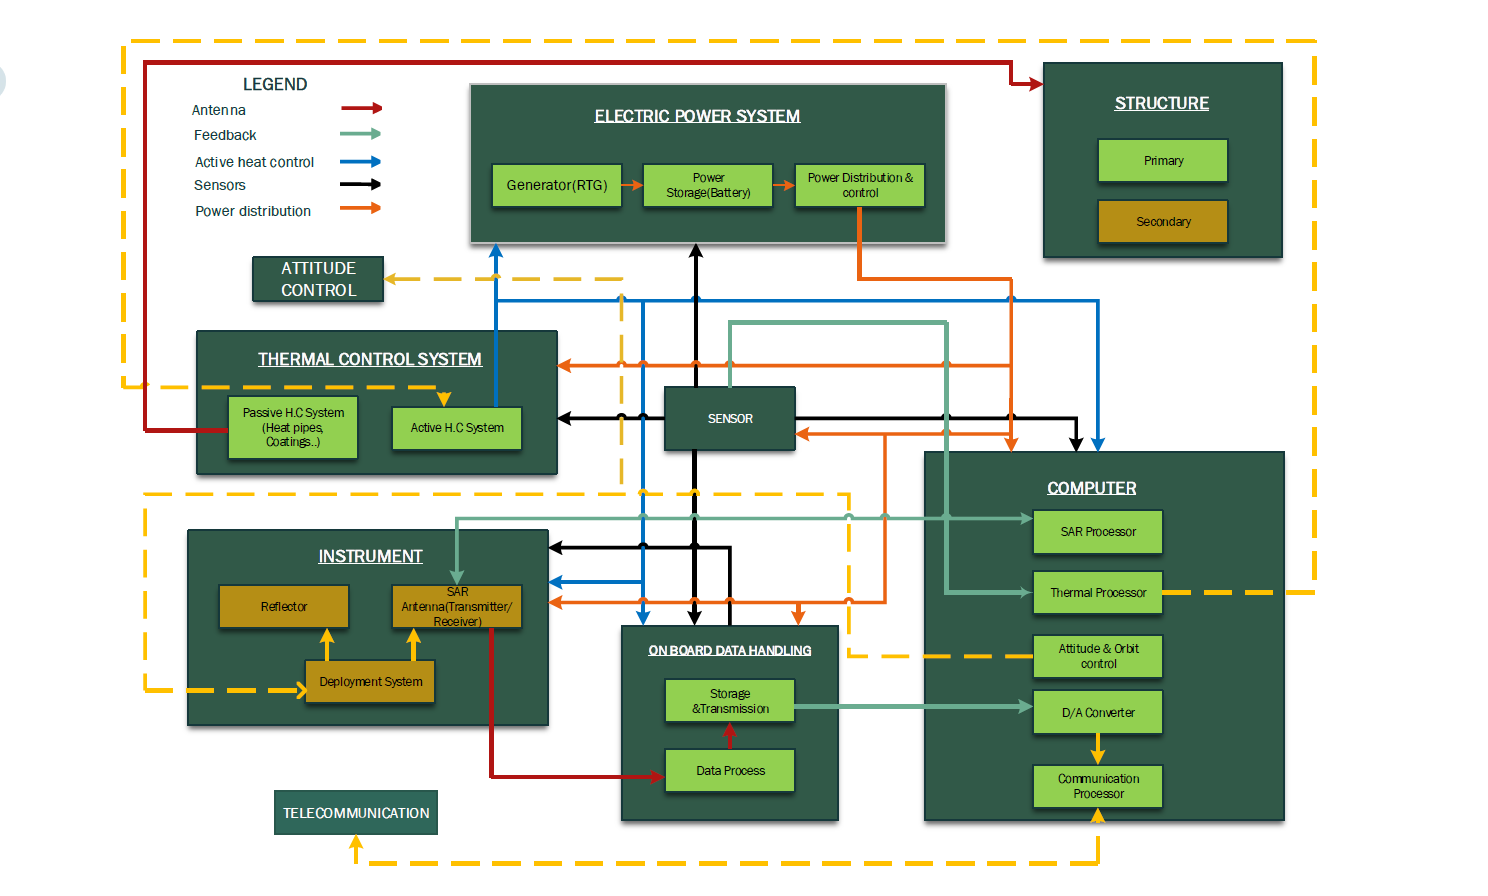 LEGEND
Antenna
Feedback
Active heat control
Sensors
Power distribution
ELECTRIC POWER SYSTEM
Generator(RTG)
Power
Storage(Battery)
Power Distribution &
control
STRUCTURE
Primary
Secondary
ATTITUDE
CONTROL
THERMAL CONTROL SYSTEM
Passive H.C System
(Heat pipes,
Coatings..)
Active H.C System
SENSOR
COMPUTER
SAR Processor
Thermal Processor
Attitude & Orbit
control
D/A Converter
Communication
Processor
INSTRUMENT
Reflector
SAR
Antenna(Transmitter/
Receiver)
Deployment System
ON BOARD DATA HANDLING
Storage
&Transmission
Data Process
TELECOMMUNICATION